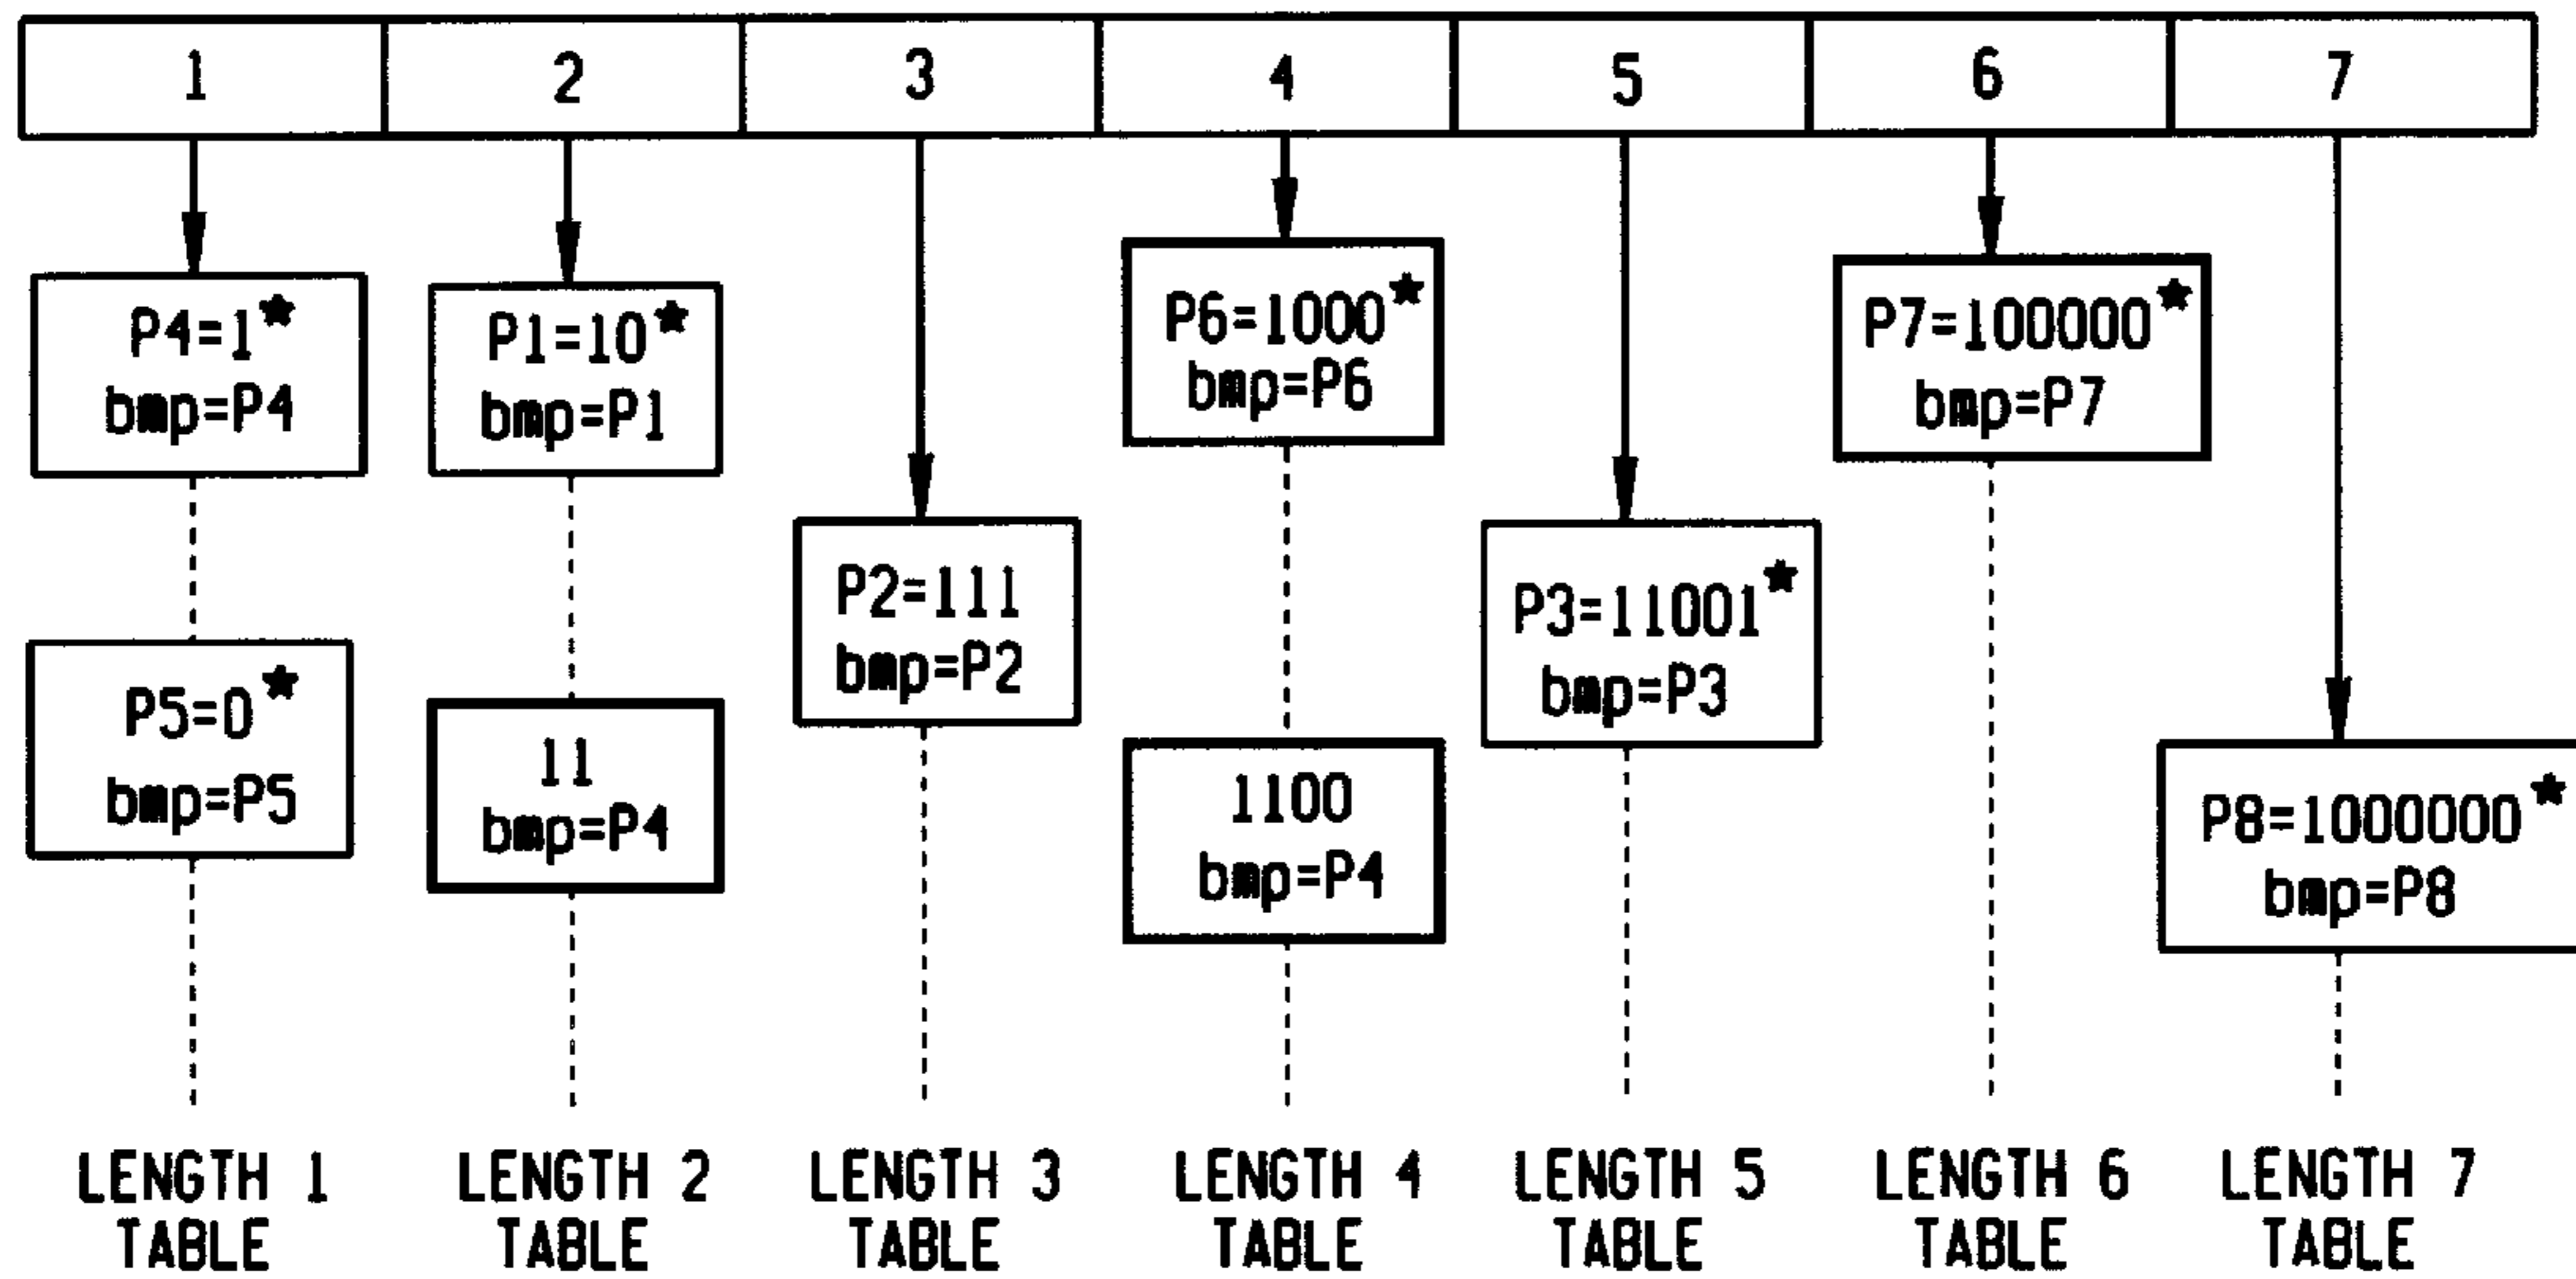 1 2 3 4 5 6 7
P4=1★
bmp=P4
P5=0★
bmp=P5
P1=10★
bmp=P1
11
bmp=P4
P2=111
bmp=P2
P6=1000★
bmp=P6
1100
bmp=P4
P3=11001★
bmp=P3
P7=100000★
bmp=P7
P8=1000000★
bmp=P8
LENGTH 1
TABLE
LENGTH 2
TABLE
LENGTH 3
TABLE
LENGTH 4
TABLE
LENGTH 5
TABLE
LENGTH 6
TABLE
LENGTH 7
TABLE